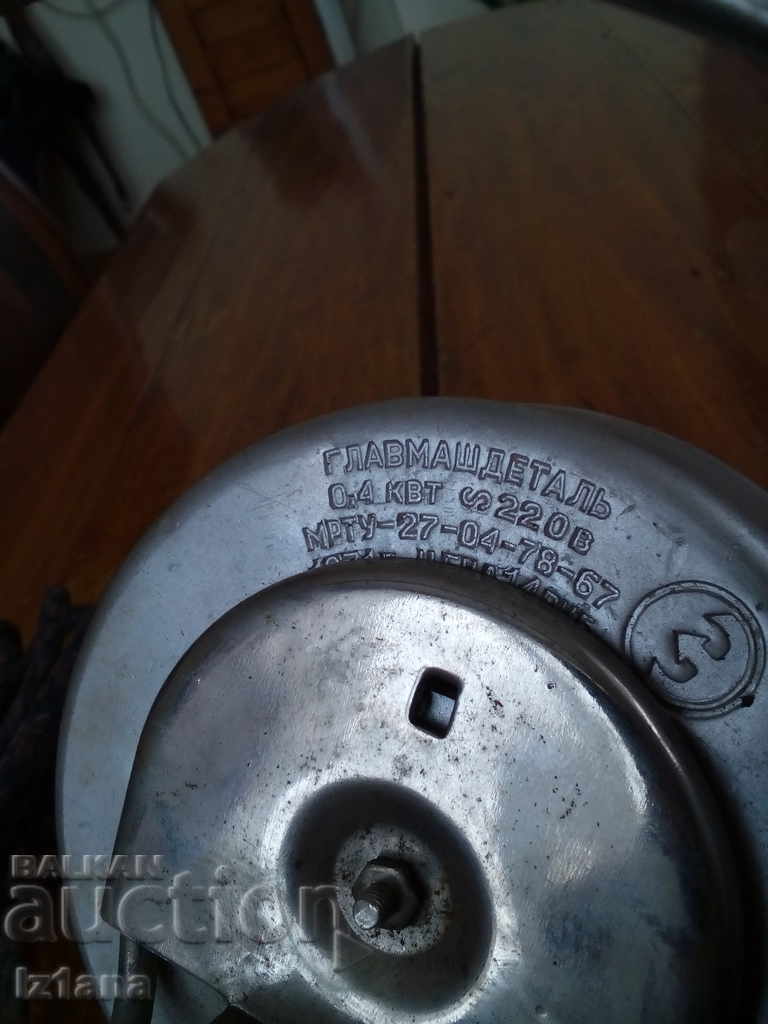 ГЛАВМАШДЕТАЛЬ
0,4 КВТ ∽ 220В
МРТУ-27-04-78-67
BALKAN
auction
Iz1ana